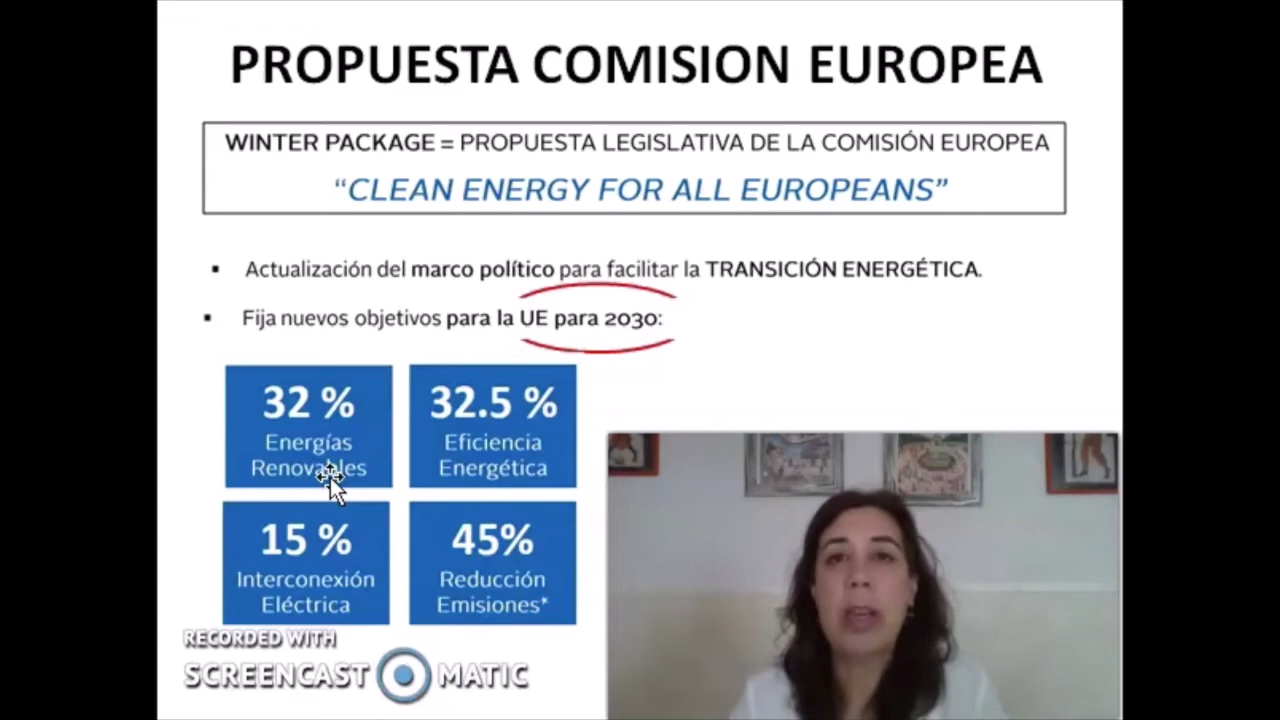 PROPUESTA COMISION EUROPEA
WINTER PACKAGE = PROPUESTA LEGISLATIVA DE LA COMISIÓN EUROPEA
“CLEAN ENERGY FOR ALL EUROPEANS”
▪ Actualización del marco político para facilitar la TRANSICIÓN ENERGÉTICA.
▪ Fija nuevos objetivos para la UE para 2030:
32 %
Energías
Renovables
32.5 %
Eficiencia
Energética
15 %
Interconexión
Eléctrica
45%
Reducción
Emisiones*
RECORDED WITH
SCREENCAST MATIC